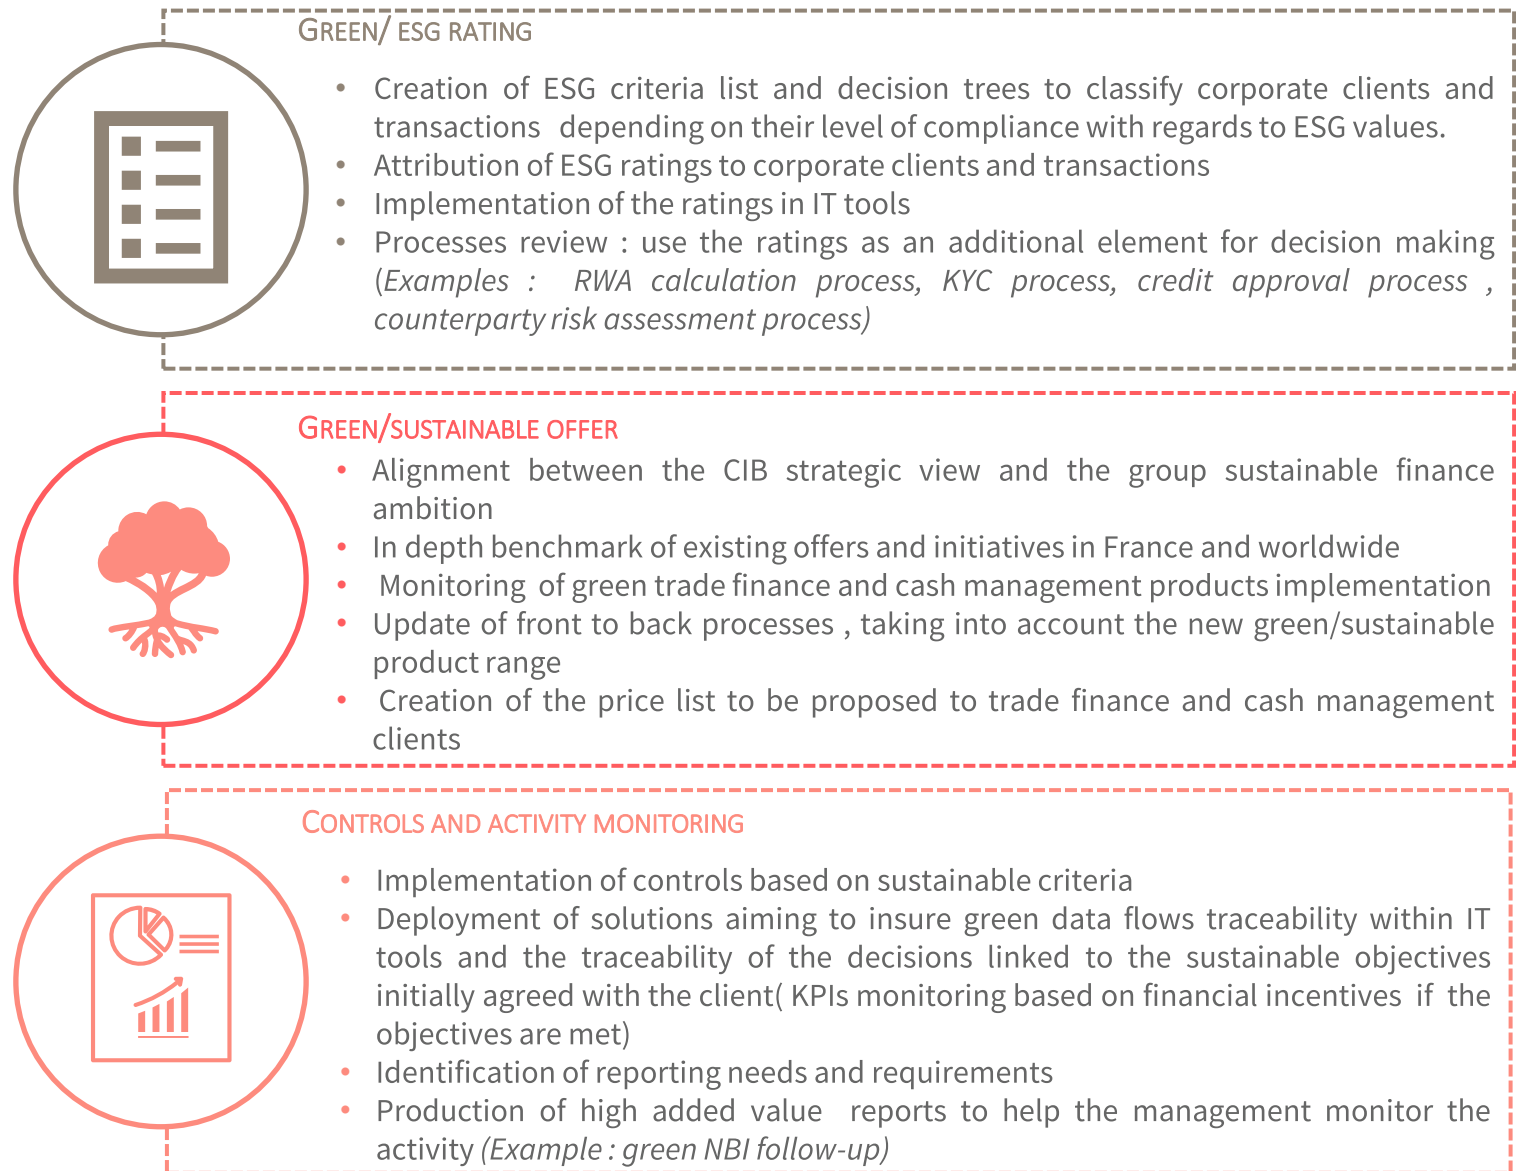 GREEN/ ESG RATING
• Creation of ESG criteria list and decision trees to classify corporate clients and
transactions depending on their level of compliance with regards to ESG values.
• Attribution of ESG ratings to corporate clients and transactions
• Implementation of the ratings in IT tools
• Processes review : use the ratings as an additional element for decision making
(Examples : RWA calculation process, KYC process, credit approval process ,
counterparty risk assessment process)
GREEN/SUSTAINABLE OFFER
• Alignment between the CIB strategic view and the group sustainable finance
ambition
• In depth benchmark of existing offers and initiatives in France and worldwide
• Monitoring of green trade finance and cash management products implementation
• Update of front to back processes , taking into account the new green/sustainable
product range
• Creation of the price list to be proposed to trade finance and cash management
clients
CONTROLS AND ACTIVITY MONITORING
• Implementation of controls based on sustainable criteria
• Deployment of solutions aiming to insure green data flows traceability within IT
tools and the traceability of the decisions linked to the sustainable objectives
initially agreed with the client( KPIs monitoring based on financial incentives if the
objectives are met)
• Identification of reporting needs and requirements
• Production of high added value reports to help the management monitor the
activity (Example : green NBI follow-up)